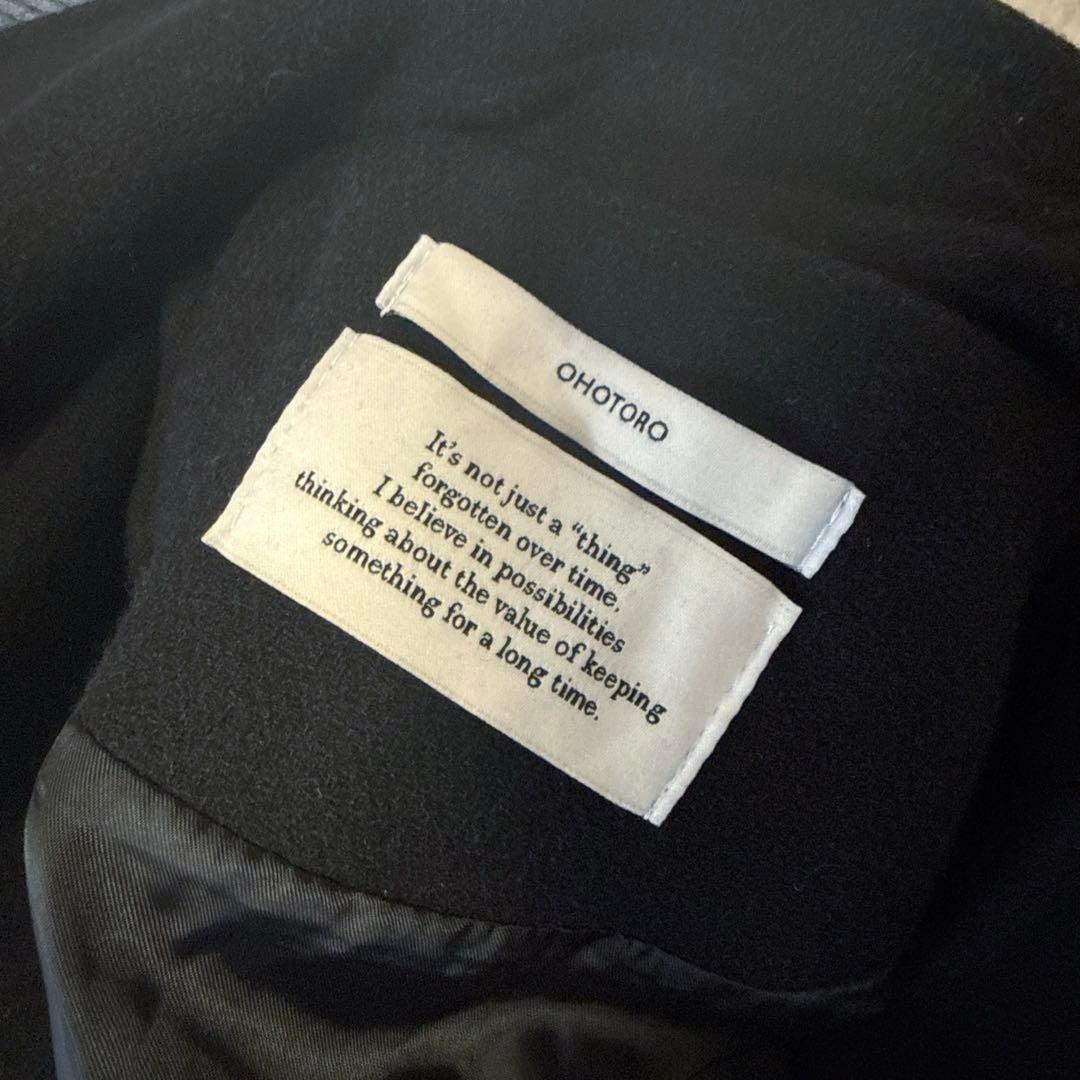 OHOTORO
It's not just a “thing”
forgotten over time.
I believe in possibilities
thinking about the value of keeping
something for a long time.